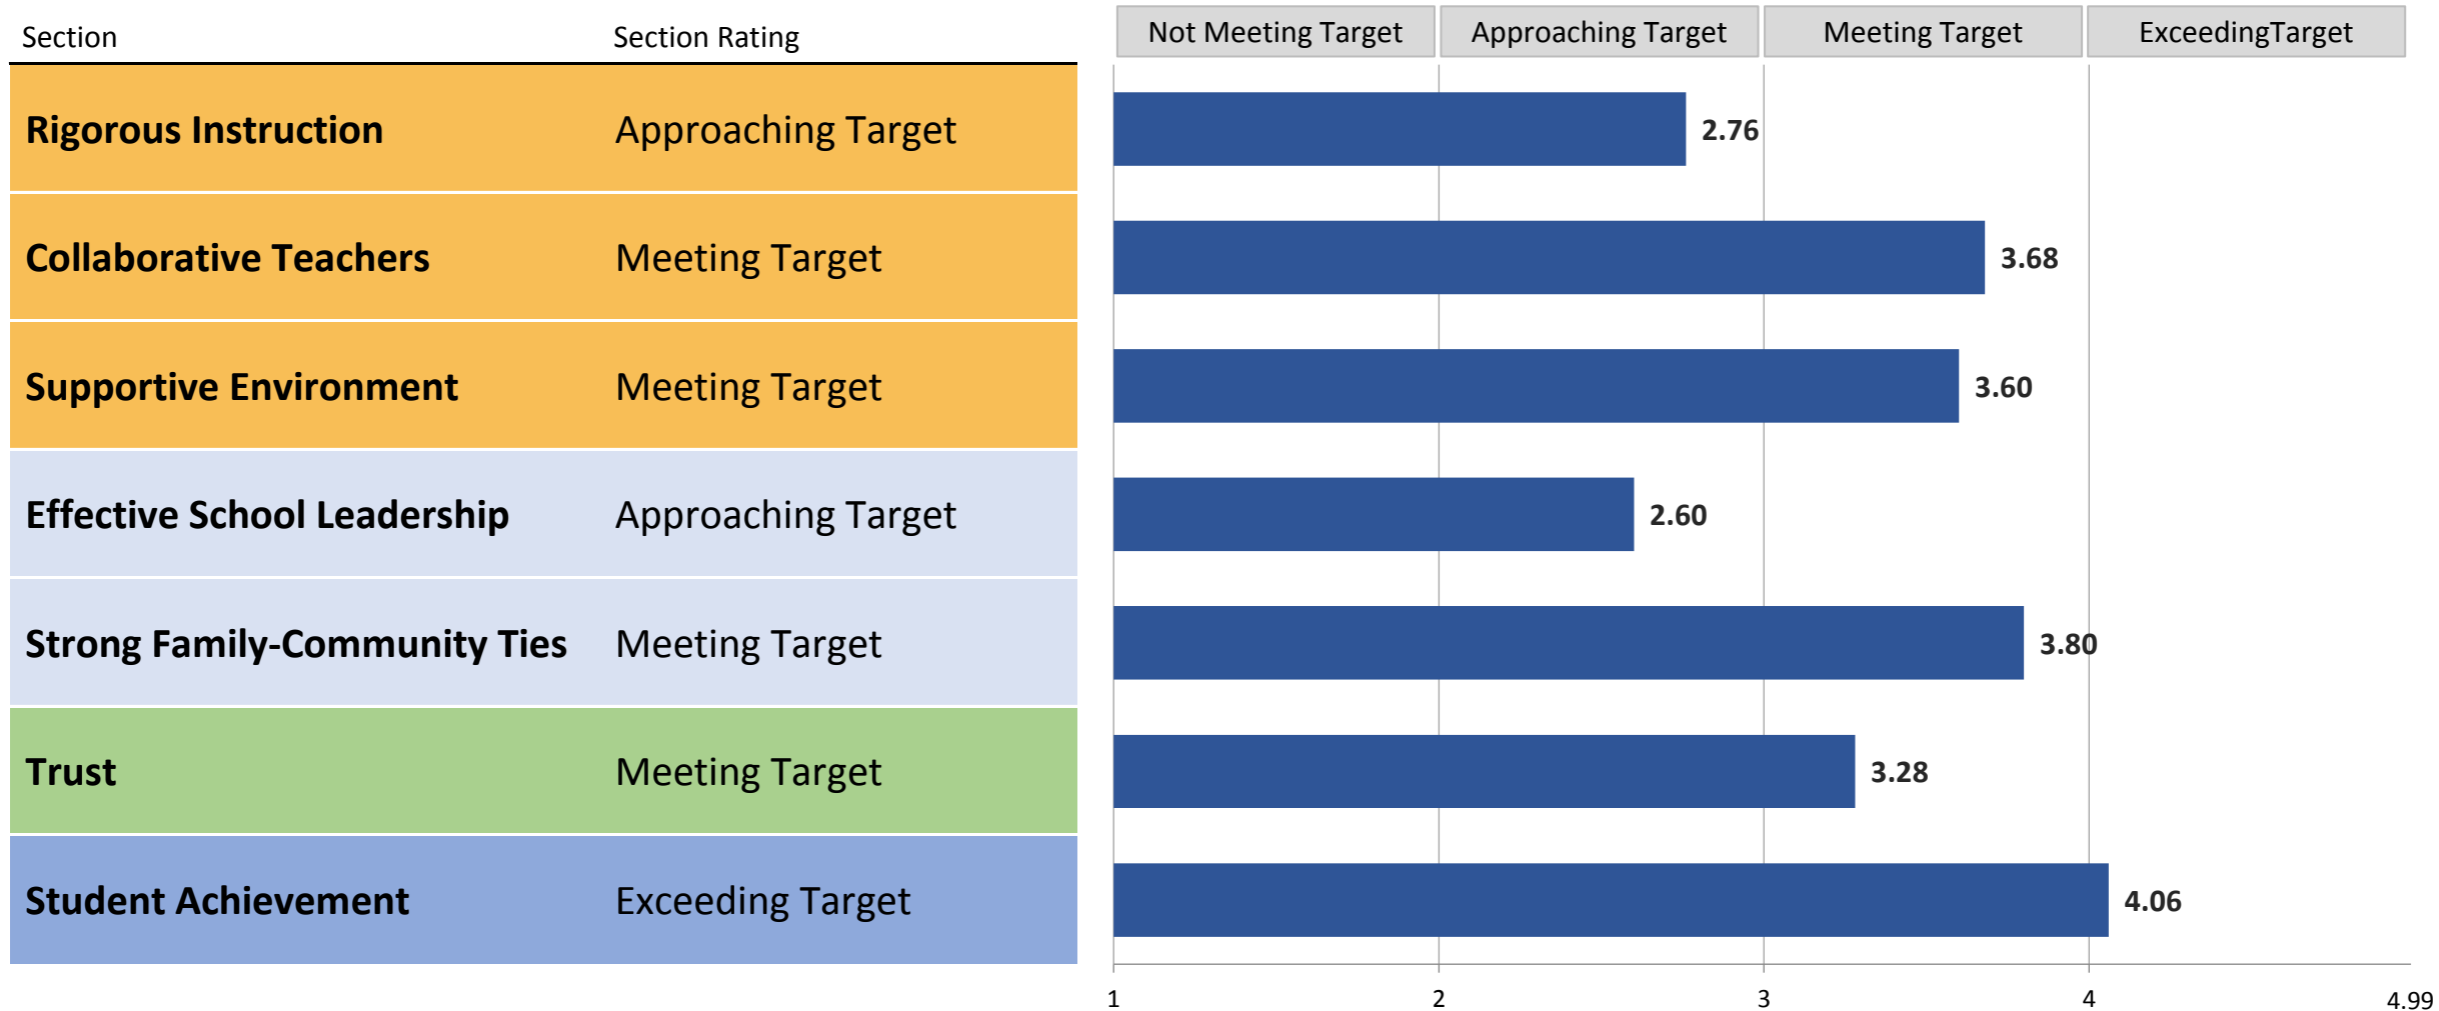 Section Section Rating Not Meeting Target Approaching Target Meeting Target ExceedingTarget
Rigorous Instruction Approaching Target 2.76
Collaborative Teachers Meeting Target 3.68
Supportive Environment Meeting Target 3.60
Effective School Leadership Approaching Target 2.60
Strong Family-Community Ties Meeting Target 3.80
Trust Meeting Target 3.28
Student Achievement Exceeding Target 4.06
1 2 3 4 4.99